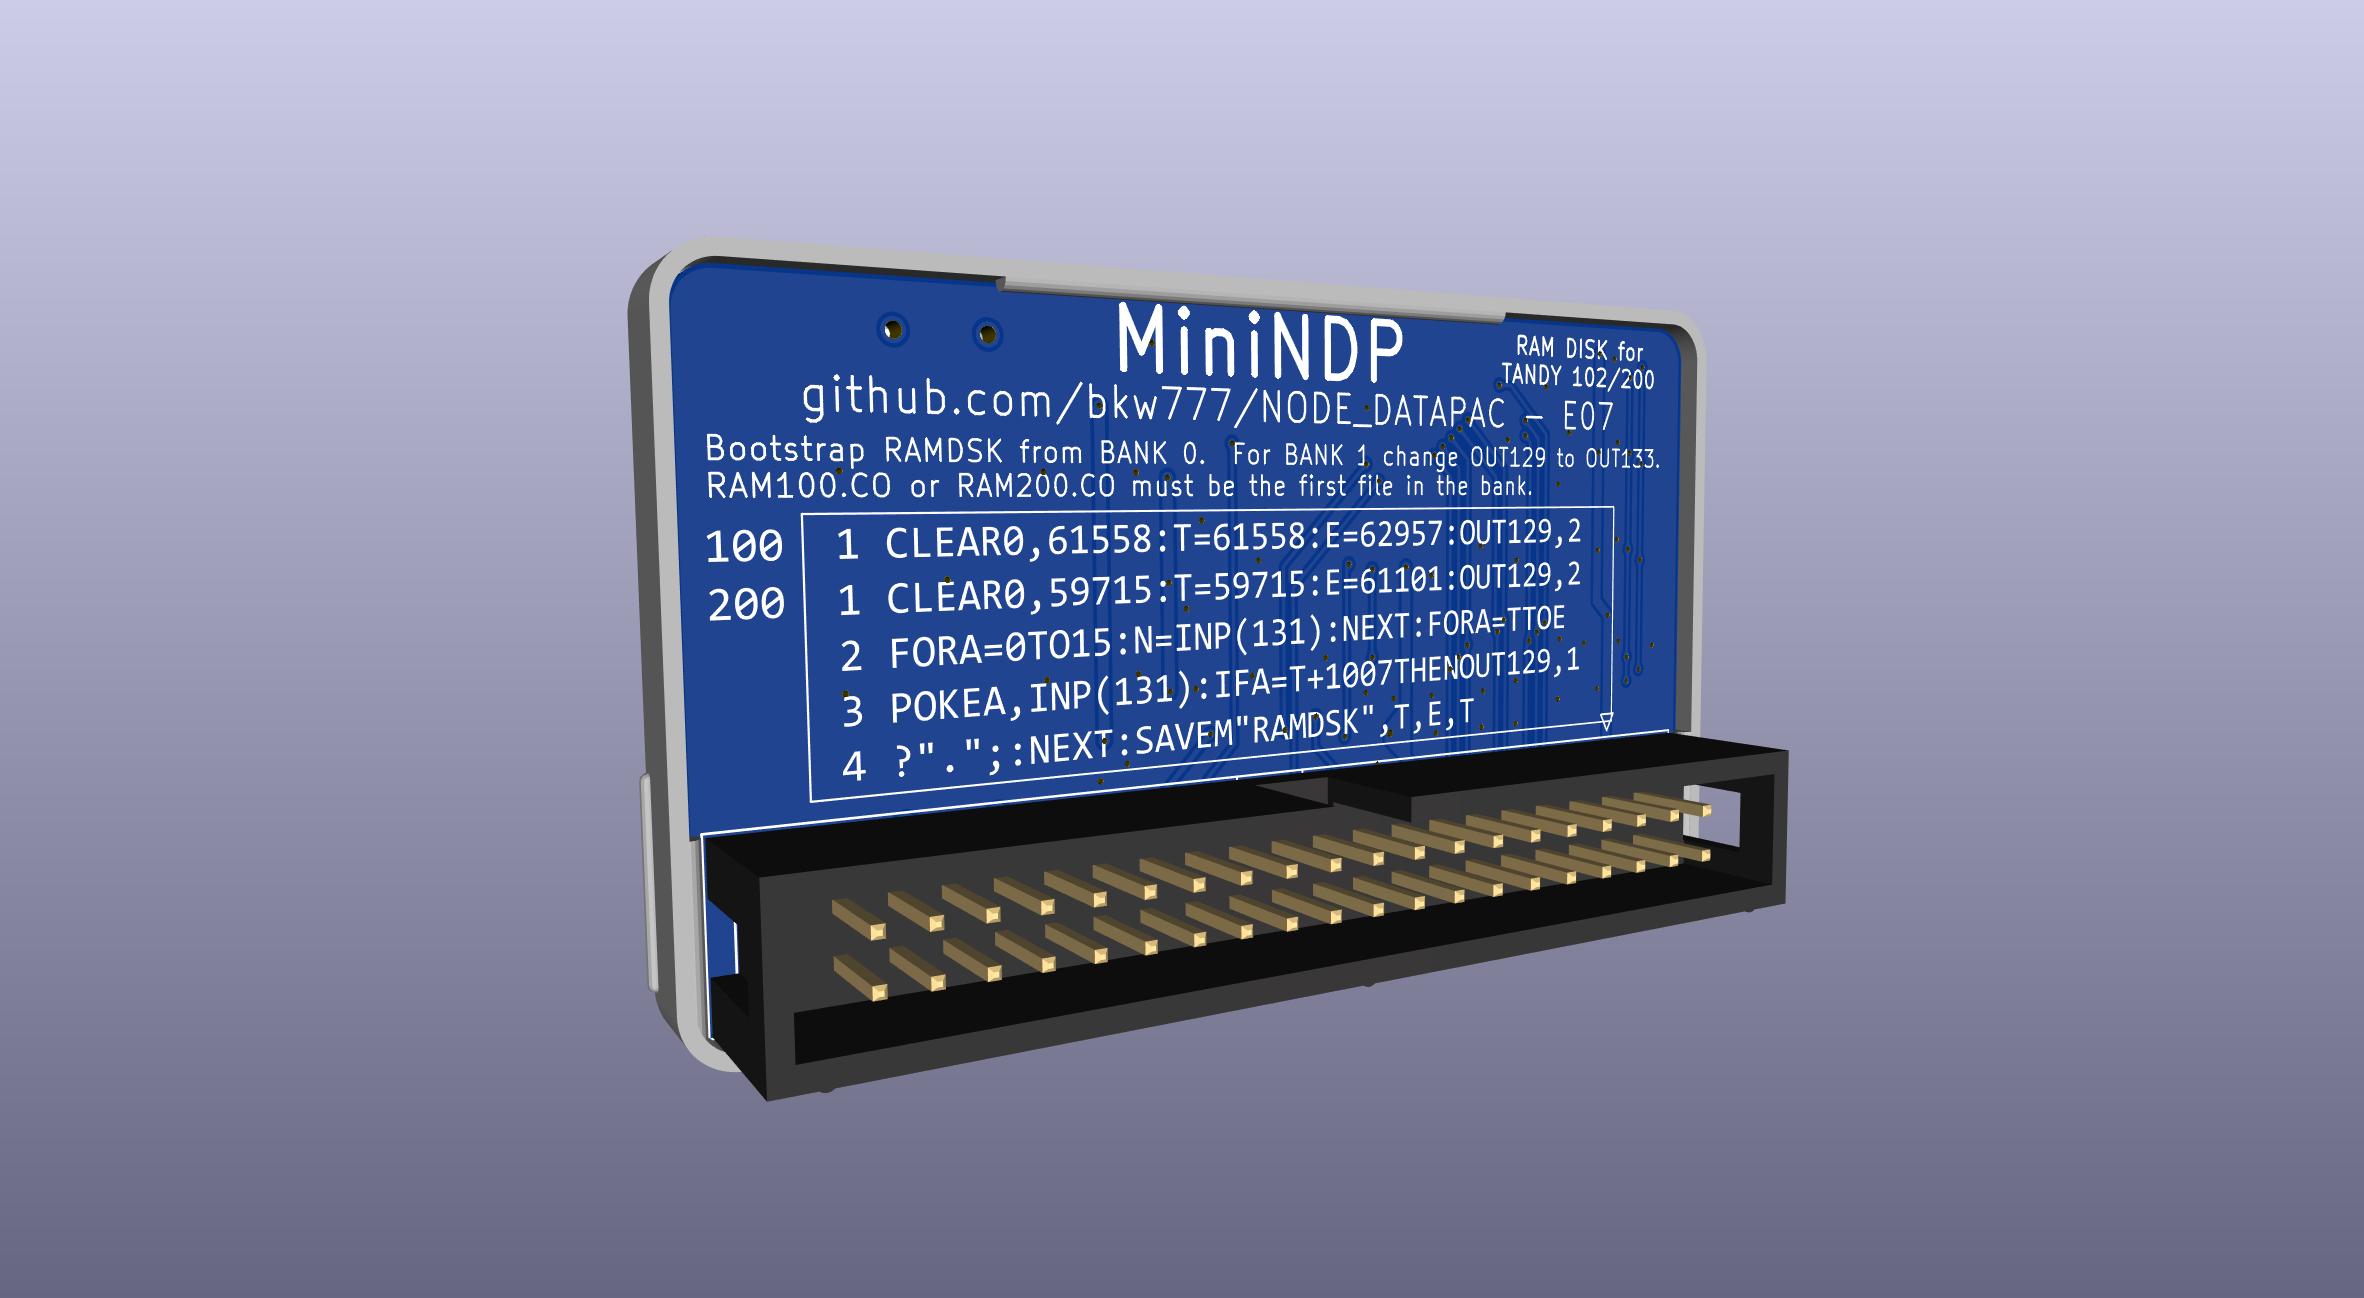 MiniNDP
RAM DISK for
TANDY 102/200
github.com/bkw777/NODE_DATAPAC – E07
Bootstrap RAMDSK from BANK 0. For BANK 1 change OUT129 to OUT133.
RAM100.CO or RAM200.CO must be the first file in the bank.
100 1 CLEAR0,61558:T=61558:E=62957:OUT129,2
200 1 CLEAR0,59715:T=59715:E=61101:OUT129,2
2 FORA=0TO15:N=INP(131):NEXT:FORA=TTOE
3 POKEA,INP(131):IFA=T+1007THENOUT129,1
4 ?".";:NEXT:SAVEM"RAMDSK",T,E,T